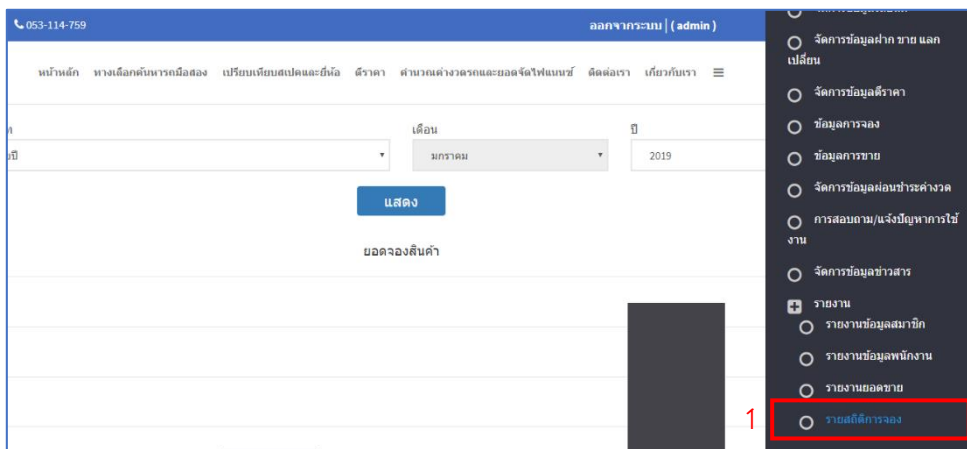 053-114-759
ออกจากระบบ | ( admin )
หน้าหลัก ทางเลือกค้นหารถมือสอง เปรียบเทียบสเปคและยี่ห้อ ตีราคา คำนวณค่างวดรถและยอดจัดไฟแนนซ์ ติดต่อเรา เกี่ยวกับเรา
เดือน
ปี
มกราคม
2019
แสดง
ยอดจองสินค้า
จัดการข้อมูลฝาก ขาย แลก
เปลี่ยน
จัดการข้อมูลตีราคา
ข้อมูลการจอง
ข้อมูลการขาย
จัดการข้อมูลผ่อนชำระค่างวด
การสอบถาม/แจ้งปัญหาการใช้
งาน
จัดการข้อมูลข่าวสาร
รายงาน
รายงานข้อมูลสมาชิก
รายงานข้อมูลพนักงาน
รายงานยอดขาย
1
รายสถิติการจอง